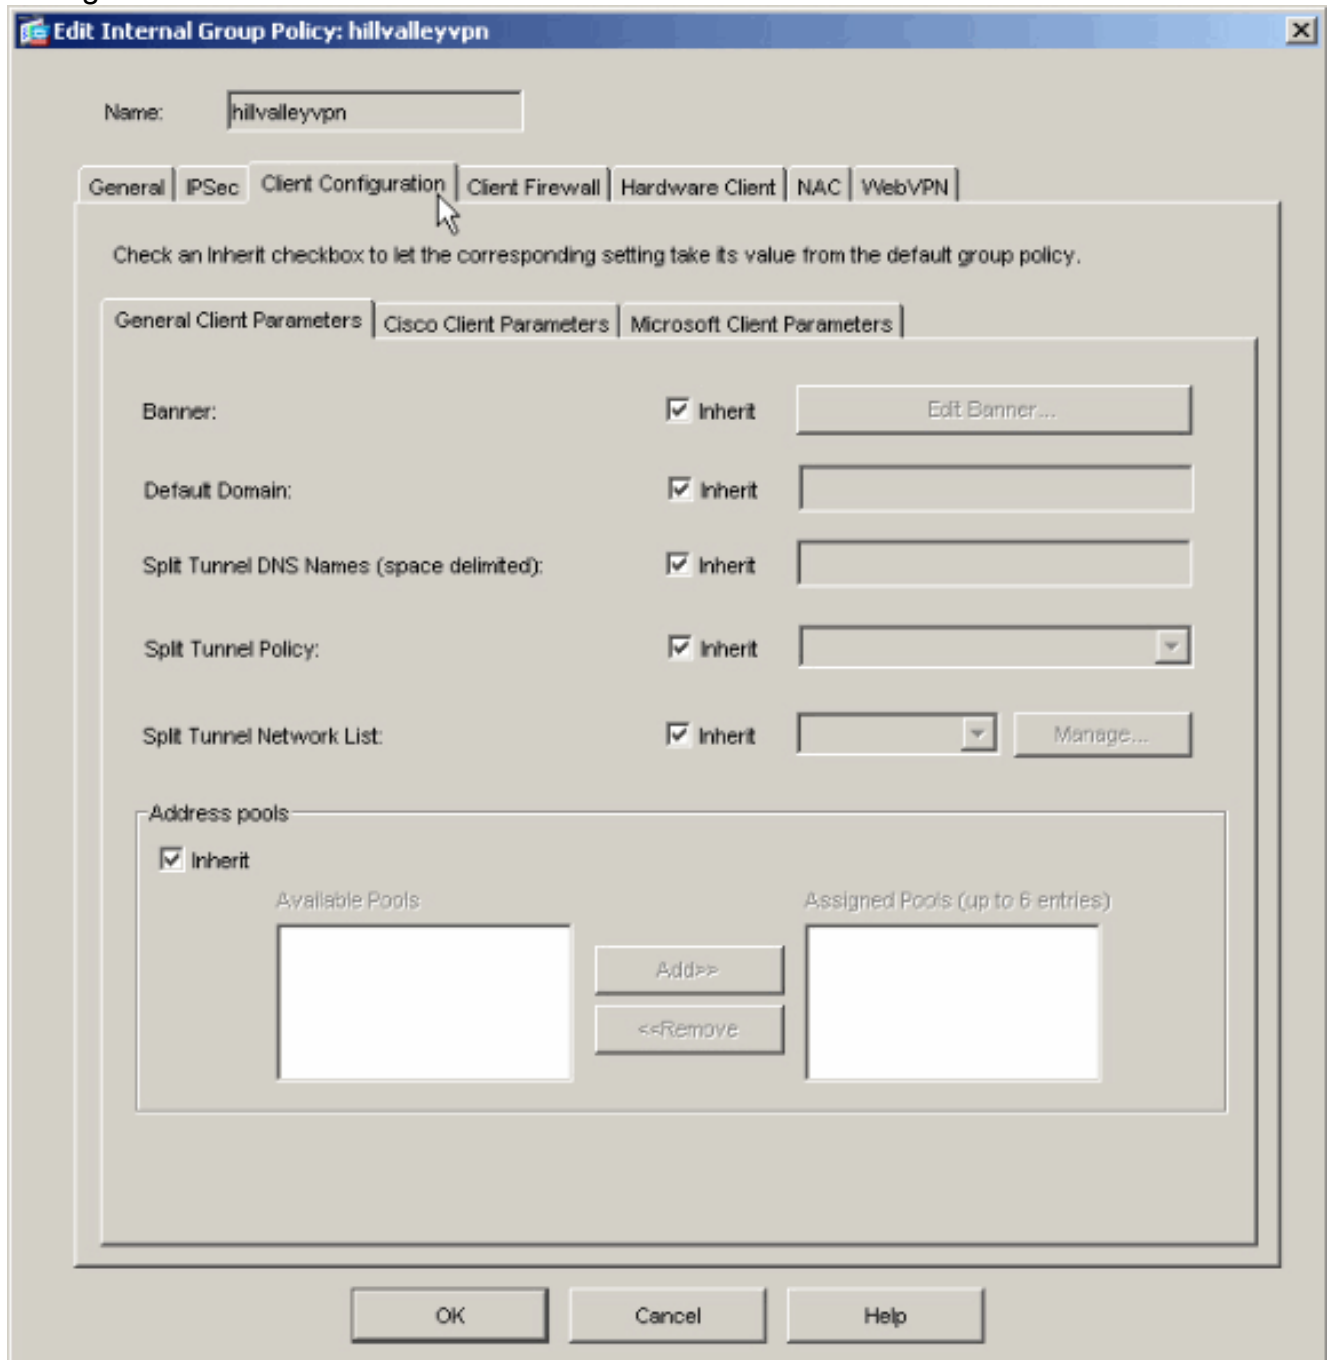 Edit Internal Group Policy: hillvalleyvpn
Name: hillvalleyvpn
General IPSec Client Configuration Client Firewall Hardware Client NAC WebVPN
Check an Inherit checkbox to let the corresponding setting take its value from the default group policy.
General Client Parameters Cisco Client Parameters Microsoft Client Parameters
Banner: Inherit Edit Banner...
Default Domain: Inherit
Split Tunnel DNS Names (space delimited): Inherit
Split Tunnel Policy: Inherit
Split Tunnel Network List: Inherit Manage...
Address pools
Inherit
Available Pools Assigned Pools (up to 6 entries)
Add>>
<<Remove
OK Cancel Help